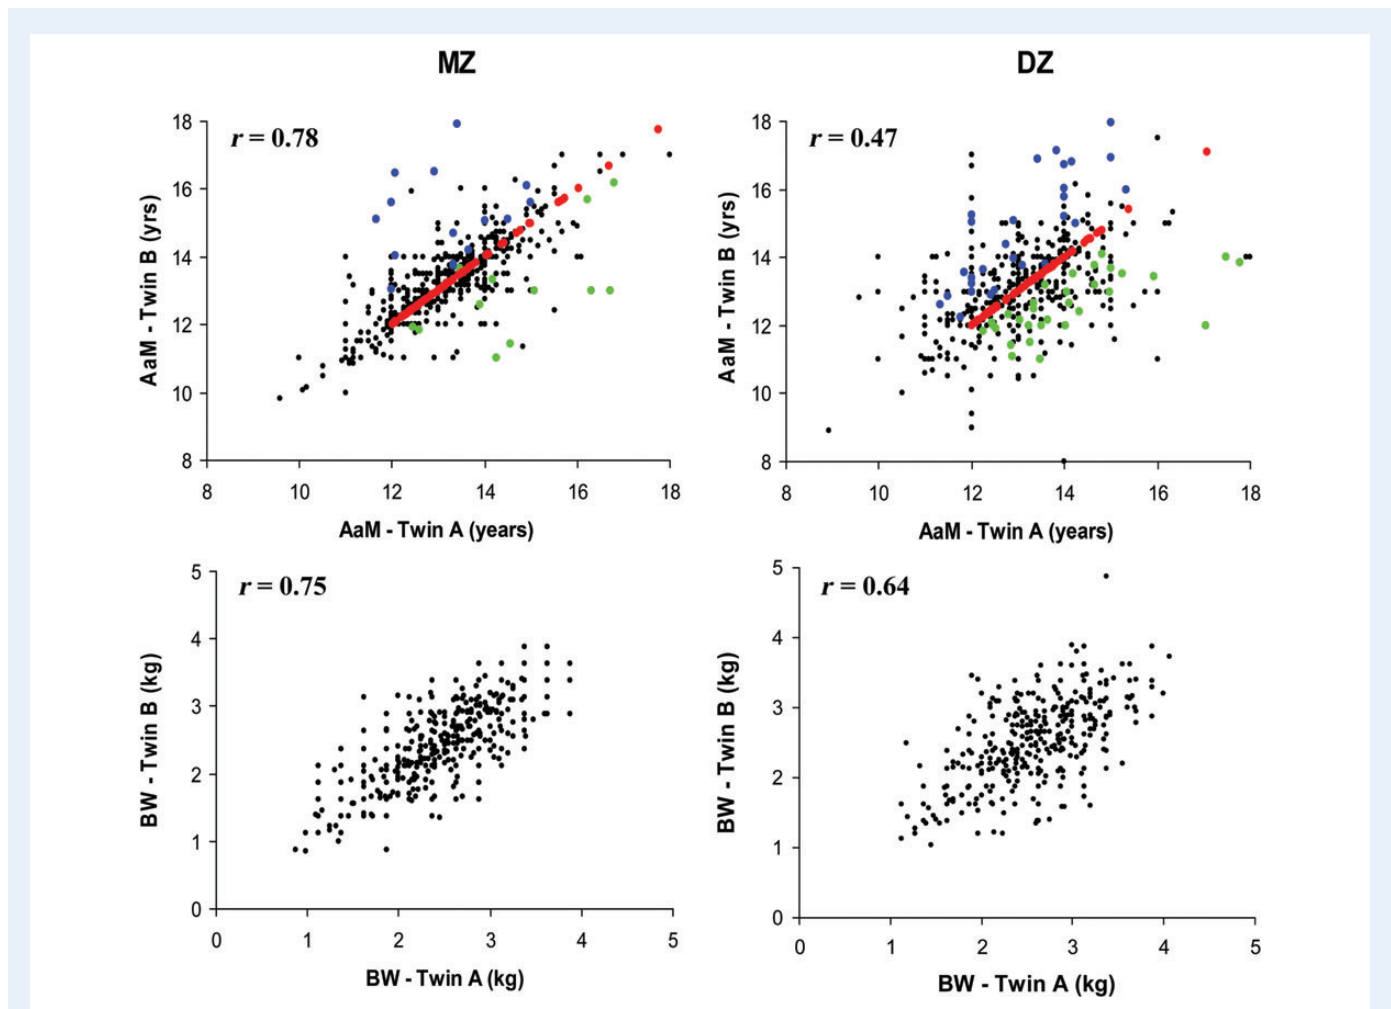 MZ
DZ
r = 0.78
AaM - Twin B (yrs)
18
16
14
12
10
8
8 10 12 14 16 18
AaM - Twin A (years)
r = 0.47
AaM - Twin B (yrs)
18
16
14
12
10
8
8 10 12 14 16 18
AaM - Twin A (years)
r = 0.75
BW - Twin B (kg)
5
4
3
2
1
0
0 1 2 3 4 5
BW - Twin A (kg)
r = 0.64
BW - Twin B (kg)
5
4
3
2
1
0
0 1 2 3 4 5
BW - Twin A (kg)